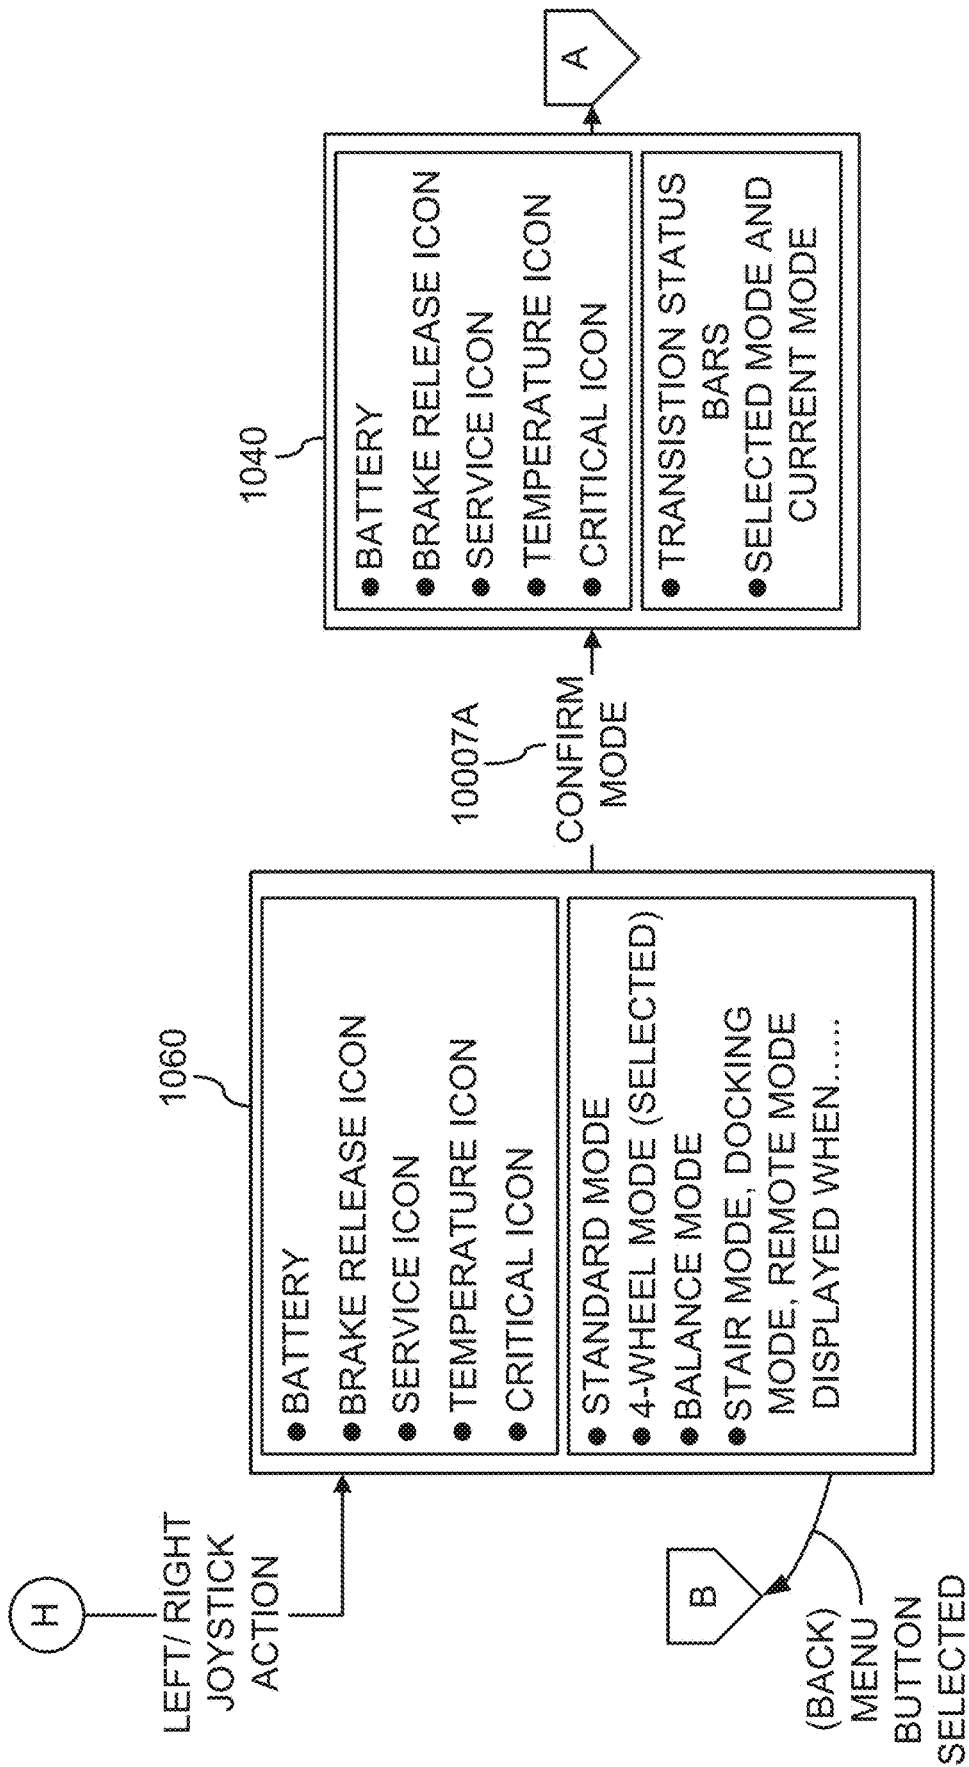 H
LEFT/ RIGHT
JOYSTICK
ACTION
1060
● BATTERY
● BRAKE RELEASE ICON
● SERVICE ICON
● TEMPERATURE ICON
● CRITICAL ICON
● STANDARD MODE
● 4-WHEEL MODE (SELECTED)
● BALANCE MODE
● STAIR MODE, DOCKING
MODE, REMOTE MODE
DISPLAYED WHEN......
B
(BACK)
MENU
BUTTON
SELECTED
10007A
CONFIRM
MODE
1040
● BATTERY
● BRAKE RELEASE ICON
● SERVICE ICON
● TEMPERATURE ICON
● CRITICAL ICON
● TRANSISTION STATUS
BARS
● SELECTED MODE AND
CURRENT MODE
A